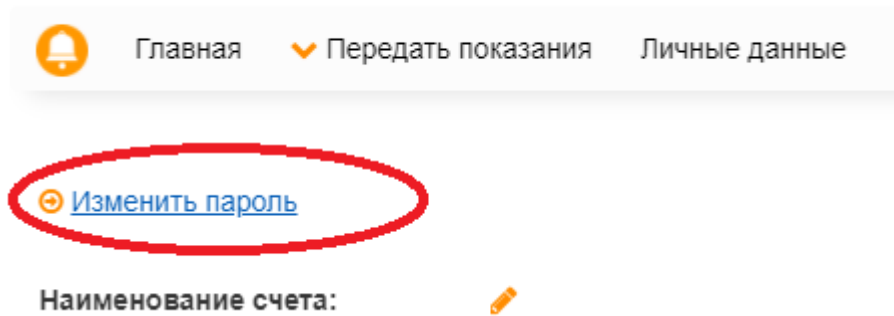 Главная Передать показания Личные данные
Изменить пароль
Наименование счета: